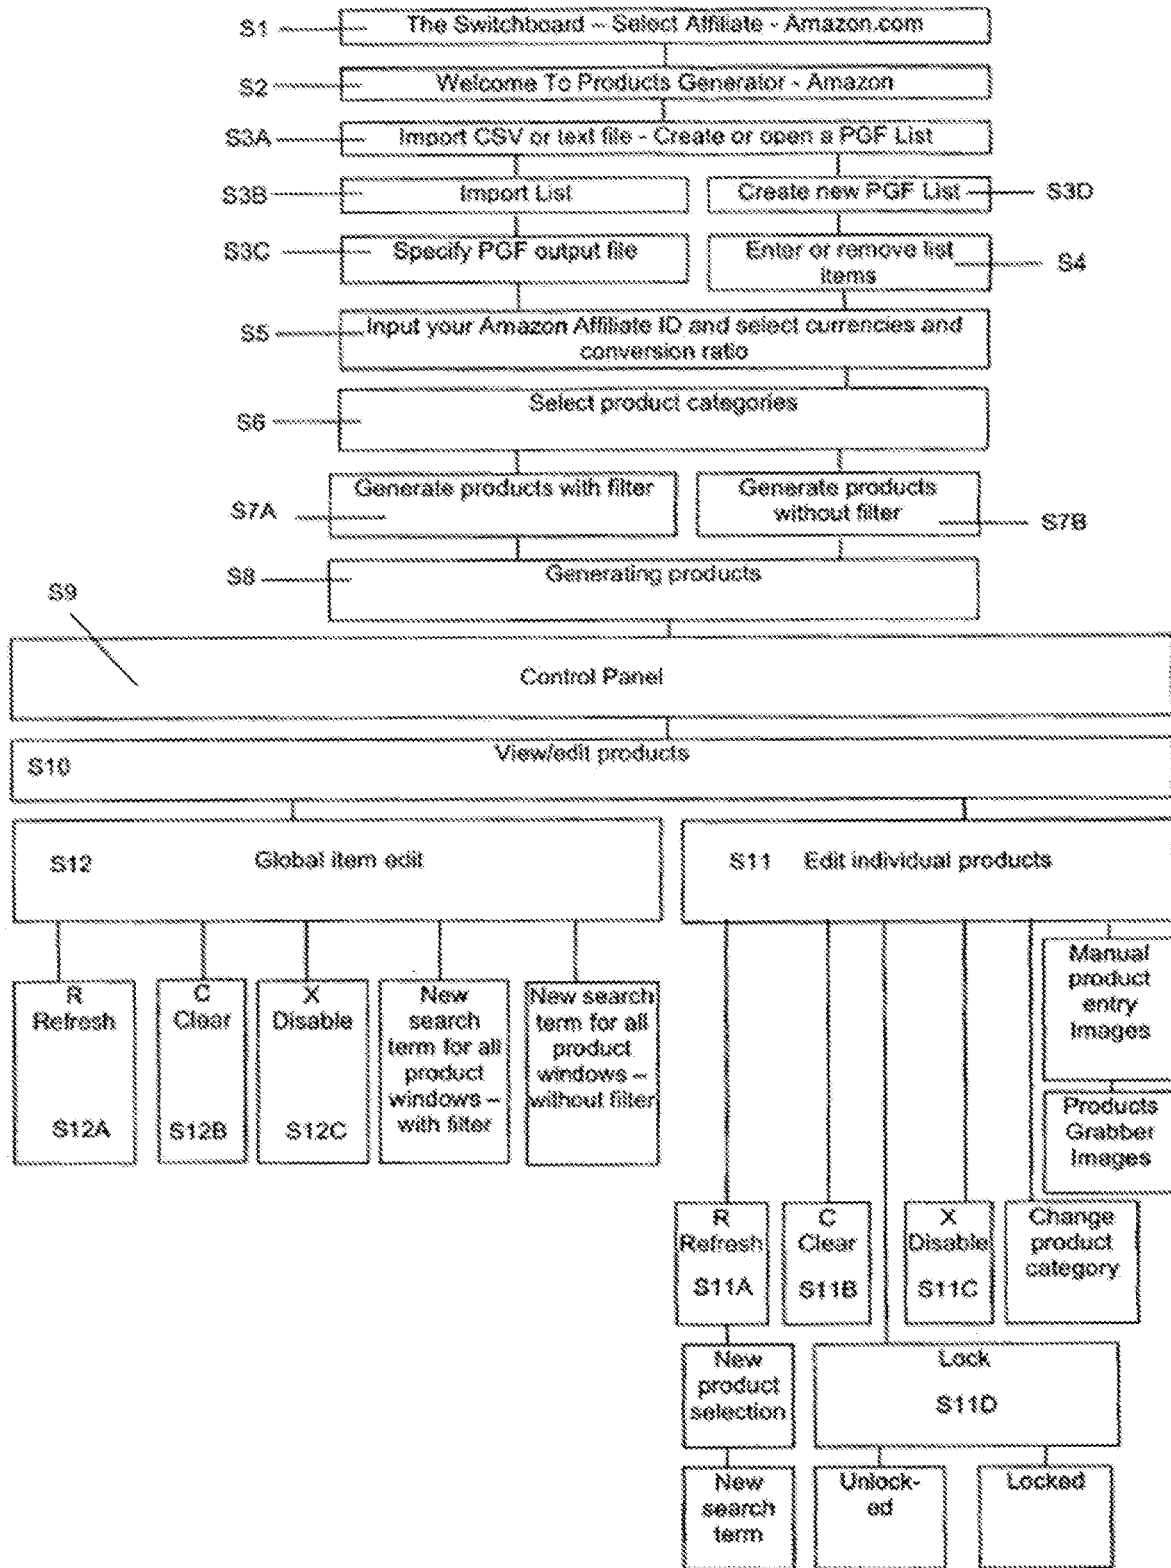 S1 The Switchboard – Select Affiliate - Amazon.com
S2 Welcome To Products Generator - Amazon
S3A Import CSV or text file - Create or open a PGF List
S3B Import List
Create new PGF List S3D
S3C Specify PGF output file
Enter or remove list
items
S4
S5 Input your Amazon Affiliate ID and select currencies and
conversion ratio
S6 Select product categories
S7A Generate products with filter
Generate products
without filter
S7B
S8 Generating products
S9
Control Panel
S10 View/edit products
S12 Global item edit
S11 Edit individual products
R
Refresh
S12A
C
Clear
S12B
X
Disable
S12C
New
search
term for all
product
windows –
with filter
New search
term for all
product
windows –
without filter
Manual
product
entry
Images
Products
Grabber
Images
R
Refresh
S11A
C
Clear
S11B
X
Disable
S11C
Change
product
category
New
product
selection
Lock
S11D
New
search
term
Unlock-
ed
Locked